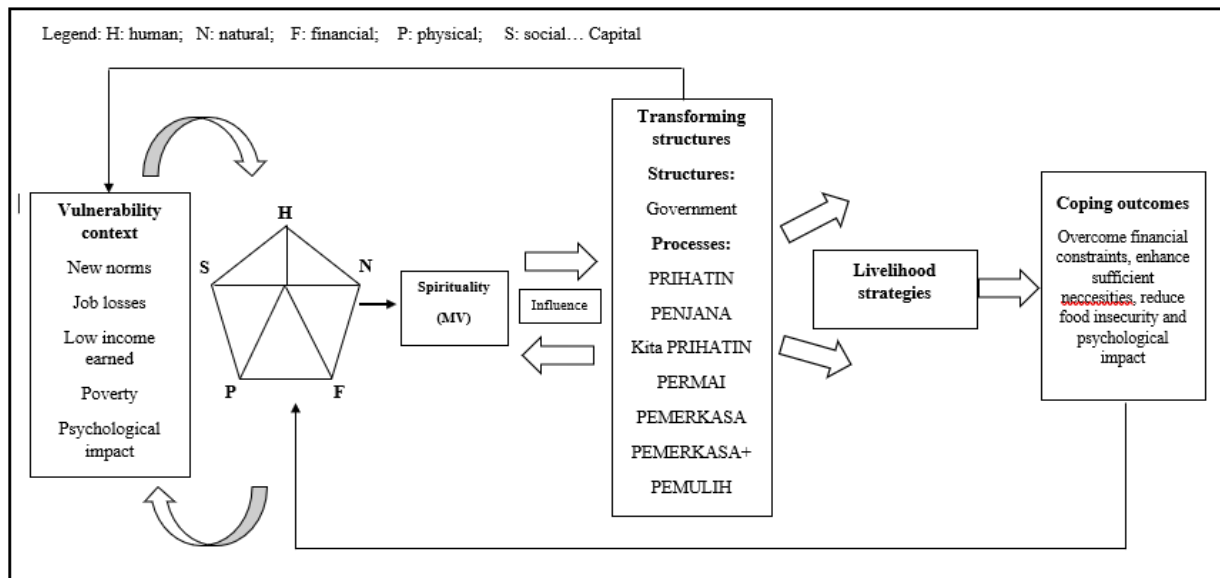 Legend: H: human; N: natural; F: financial; P: physical; S: social... Capital
Vulnerability
context
New norms
Job losses
Low income
earned
Poverty
Psychological
impact
H
S
N
P
F
Spirituality
(MV)
Influence
Transforming
structures
Structures:
Government
Processes:
PRIHATIN
PENJANA
Kita PRIHATIN
PERMAI
PEMERKASA
PEMERKASA+
PEMULIH
Livelihood
strategies
Coping outcomes
Overcome financial
constraints, enhance
sufficient
neccesities, reduce
food insecurity and
psychological
impact